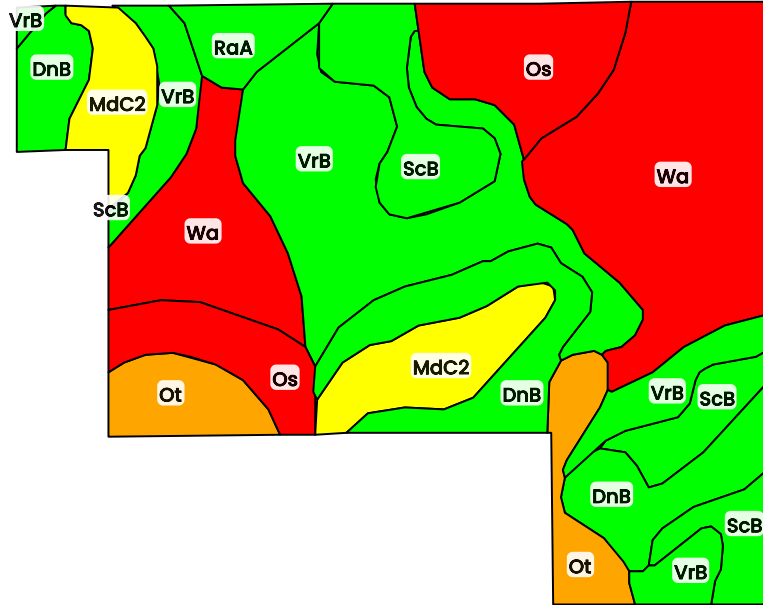 VrB
RaA
DnB
Os
VrB
MdC2
VrB
ScB
Wa
ScB
Wa
MdC2
Os
Ot
DnB
VrB
ScB
DnB
ScB
Ot
VrB